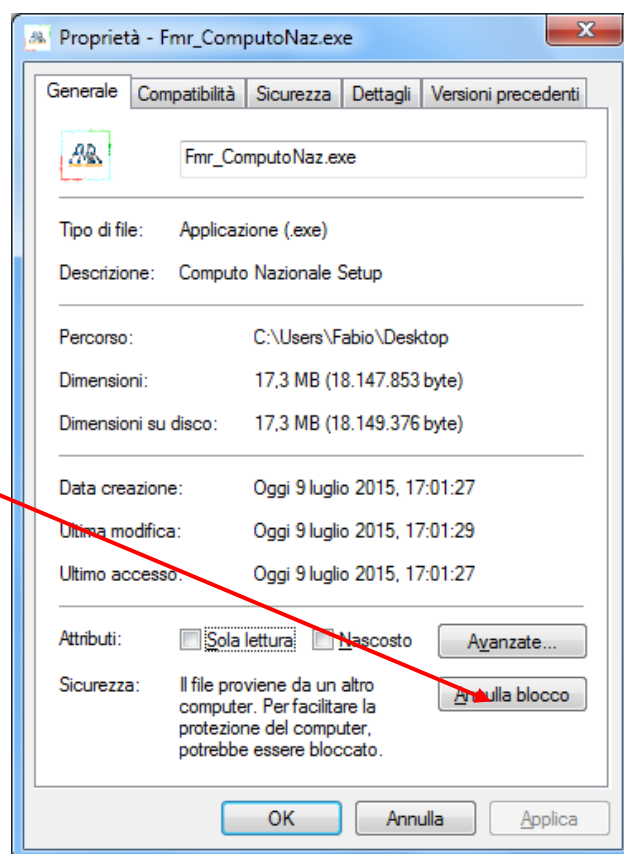 Proprietà - Fmr_ComputoNaz.exe
Generale Compatibilità Sicurezza Dettagli Versioni precedenti
Fmr_ComputoNaz.exe
Tipo di file: Applicazione (.exe)
Descrizione: Computo Nazionale Setup
Percorso: C:\Users\Fabio\Desktop
Dimensioni: 17,3 MB (18.147.853 byte)
Dimensioni su disco: 17,3 MB (18.149.376 byte)
Data creazione: Oggi 9 luglio 2015, 17:01:27
Ultima modifica: Oggi 9 luglio 2015, 17:01:29
Ultimo accesso: Oggi 9 luglio 2015, 17:01:27
Attributi: Sola lettura Nascosto Avanzate...
Sicurezza: Il file proviene da un altro
computer. Per facilitare la
protezione del computer,
potrebbe essere bloccato.
Annulla blocco
OK Annulla Applica